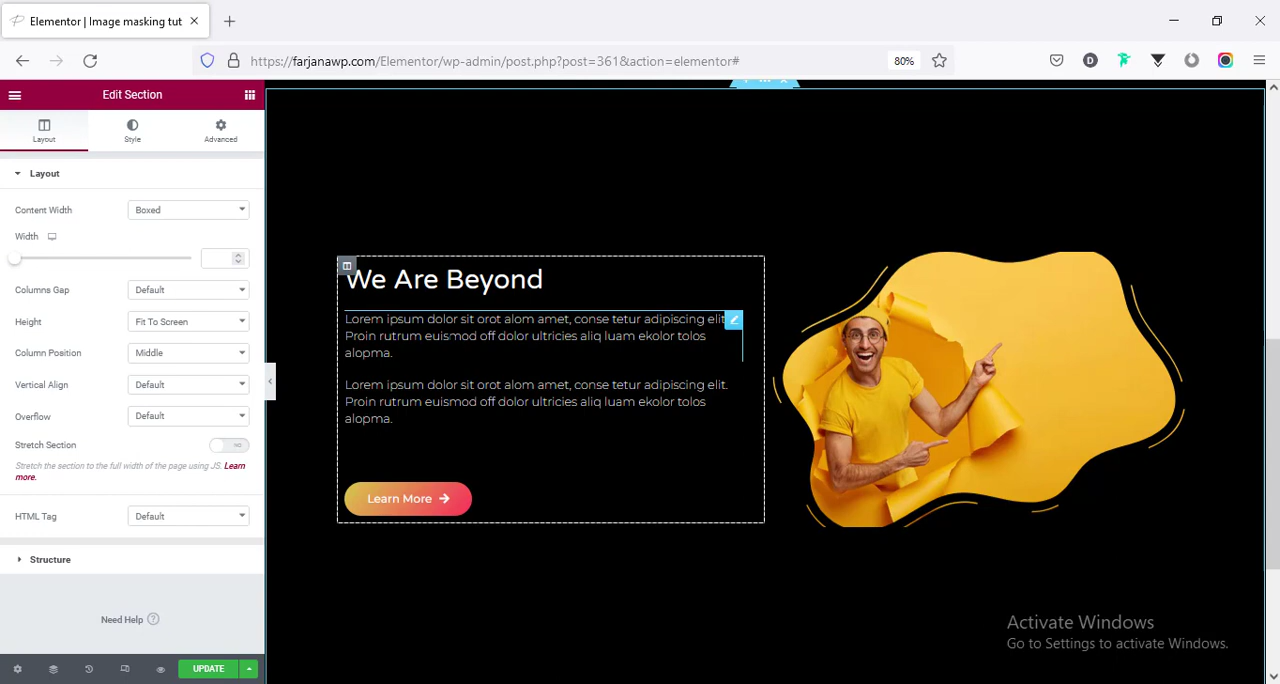 Elementor | Image masking tut
https://farjanawp.com/Elementor/wp-admin/post.php?post=361&action=elementor#
80%
D
Edit Section
Layout
Style
Advanced
Layout
Content Width
Boxed
Width
Columns Gap
Default
Height
Fit To Screen
Column Position
Middle
Vertical Align
Default
Overflow
Default
Stretch Section
NO
Stretch the section to the full width of the page using JS. Learn
more.
HTML Tag
Default
Structure
Need Help
?
UPDATE
We Are Beyond
Lorem ipsum dolor sit orot alom amet, conse tetur adipiscing elit
Proin rutrum euismod off dolor ultricies aliq luam ekolor tolos
alopma.
Lorem ipsum dolor sit orot alom amet, conse tetur adipiscing elit.
Proin rutrum euismod off dolor ultricies aliq luam ekolor tolos
alopma.
Learn More
Activate Windows
Go to Settings to activate Windows.